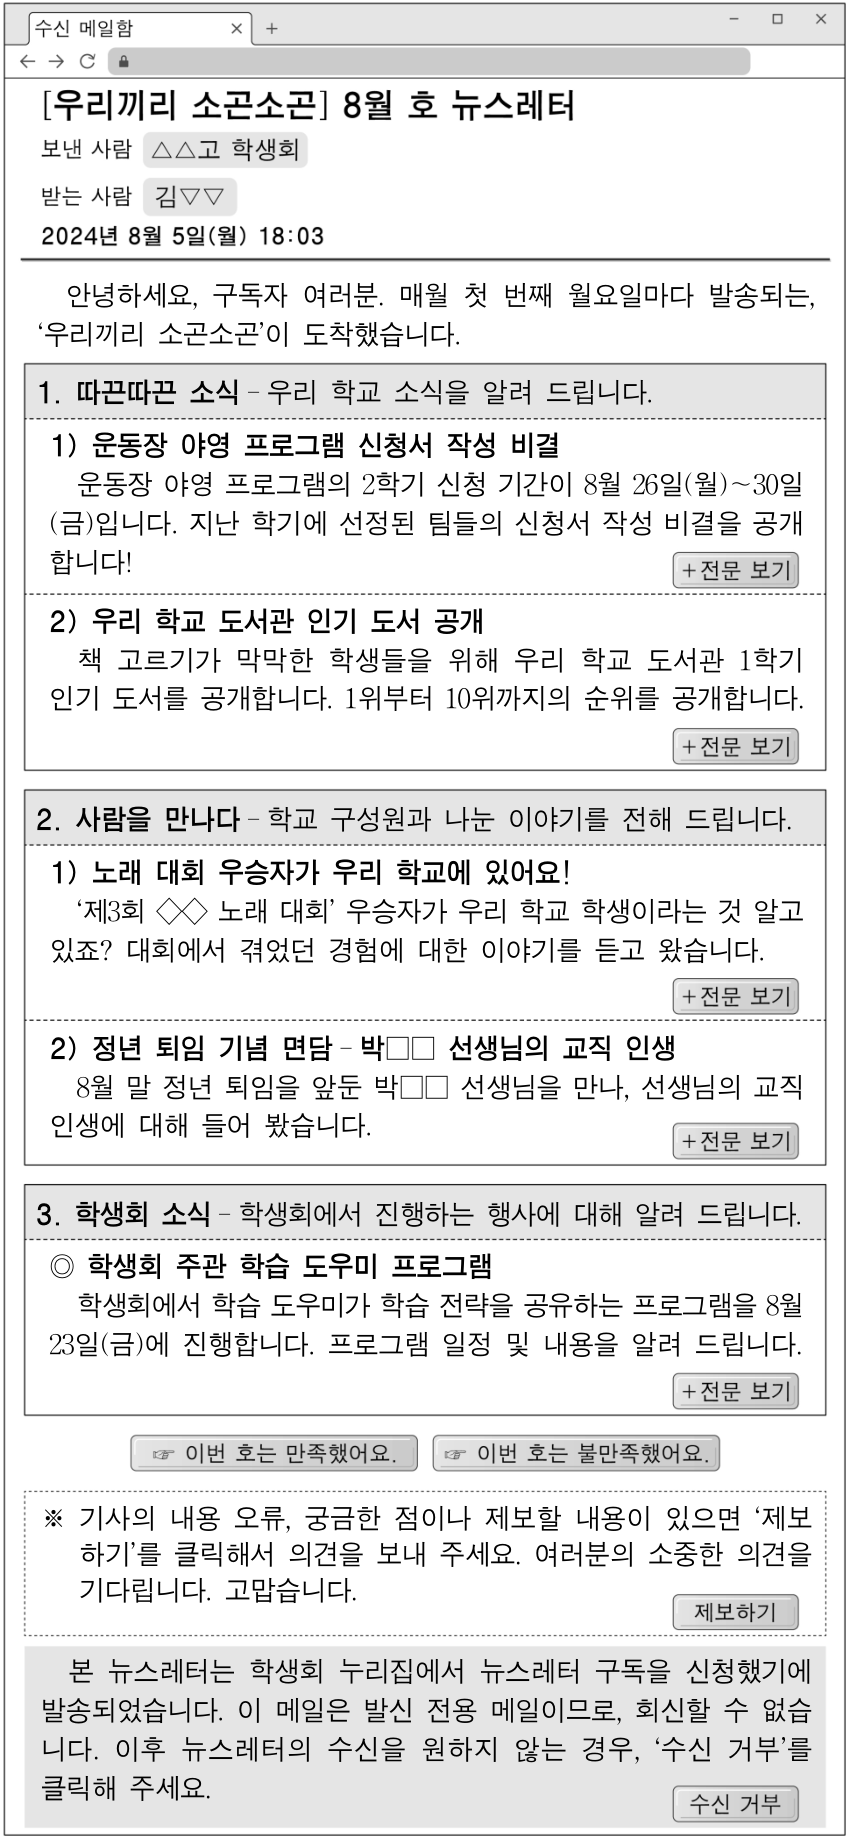 수신 메일함
[우리끼리 소곤소곤] 8월 호 뉴스레터
보낸 사람 △△고 학생회
받는 사람 김▽▽
2024년 8월 5일(월) 18:03
안녕하세요, 구독자 여러분. 매월 첫 번째 월요일마다 발송되는,
‘우리끼리 소곤소곤’이 도착했습니다.
1. 따끈따끈 소식 – 우리 학교 소식을 알려 드립니다.
1) 운동장 야영 프로그램 신청서 작성 비결
운동장 야영 프로그램의 2학기 신청 기간이 8월 26일(월)~30일
(금)입니다. 지난 학기에 선정된 팀들의 신청서 작성 비결을 공개
합니다!
+전문 보기
2) 우리 학교 도서관 인기 도서 공개
책 고르기가 막막한 학생들을 위해 우리 학교 도서관 1학기
인기 도서를 공개합니다. 1위부터 10위까지의 순위를 공개합니다.
+전문 보기
2. 사람을 만나다 – 학교 구성원과 나눈 이야기를 전해 드립니다.
1) 노래 대회 우승자가 우리 학교에 있어요!
‘제3회 ◇◇ 노래 대회’ 우승자가 우리 학교 학생이라는 것 알고
있죠? 대회에서 겪었던 경험에 대한 이야기를 듣고 왔습니다.
+전문 보기
2) 정년 퇴임 기념 면담 – 박□□ 선생님의 교직 인생
8월 말 정년 퇴임을 앞둔 박□□ 선생님을 만나, 선생님의 교직
인생에 대해 들어 봤습니다.
+전문 보기
3. 학생회 소식 – 학생회에서 진행하는 행사에 대해 알려 드립니다.
◎ 학생회 주관 학습 도우미 프로그램
학생회에서 학습 도우미가 학습 전략을 공유하는 프로그램을 8월
23일(금)에 진행합니다. 프로그램 일정 및 내용을 알려 드립니다.
+전문 보기
☞ 이번 호는 만족했어요. ☞ 이번 호는 불만족했어요.
※ 기사의 내용 오류, 궁금한 점이나 제보할 내용이 있으면 ‘제보
하기’를 클릭해서 의견을 보내 주세요. 여러분의 소중한 의견을
기다립니다. 고맙습니다.
제보하기
본 뉴스레터는 학생회 누리집에서 뉴스레터 구독을 신청했기에
발송되었습니다. 이 메일은 발신 전용 메일이므로, 회신할 수 없습
니다. 이후 뉴스레터의 수신을 원하지 않는 경우, ‘수신 거부’를
클릭해 주세요.
수신 거부